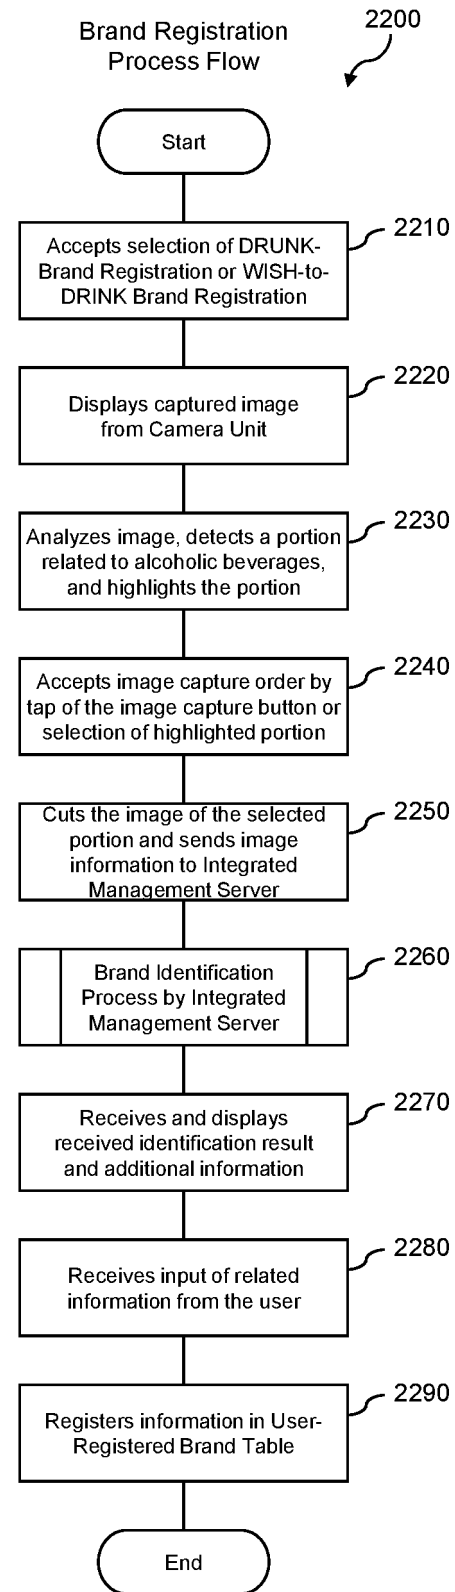 Brand Registration
Process Flow
2200
Start
2210
Accepts selection of DRUNK-
Brand Registration or WISH-to-
DRINK Brand Registration
2220
Displays captured image
from Camera Unit
2230
Analyzes image, detects a portion
related to alcoholic beverages,
and highlights the portion
2240
Accepts image capture order by
tap of the image capture button or
selection of highlighted portion
2250
Cuts the image of the selected
portion and sends image
information to Integrated
Management Server
2260
Brand Identification
Process by Integrated
Management Server
2270
Receives and displays
received identification result
and additional information
2280
Receives input of related
information from the user
2290
Registers information in User-
Registered Brand Table
End